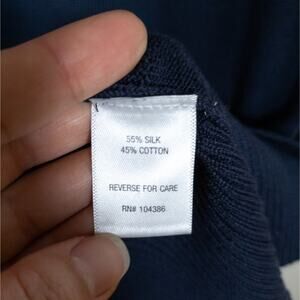 55% SILK
45% COTTON
REVERSE FOR CARE
RN# 104386